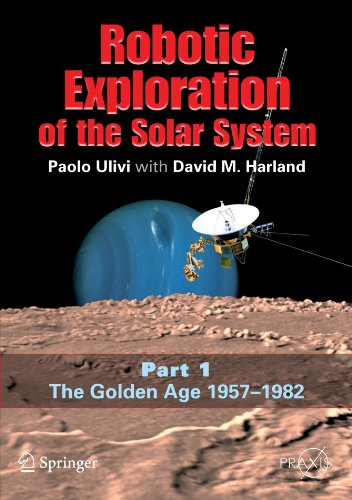 Robotic
Exploration
of the Solar System
Paolo Ulivi with David M. Harland
Part 1
The Golden Age 1957–1982
Springer
PRAXIS